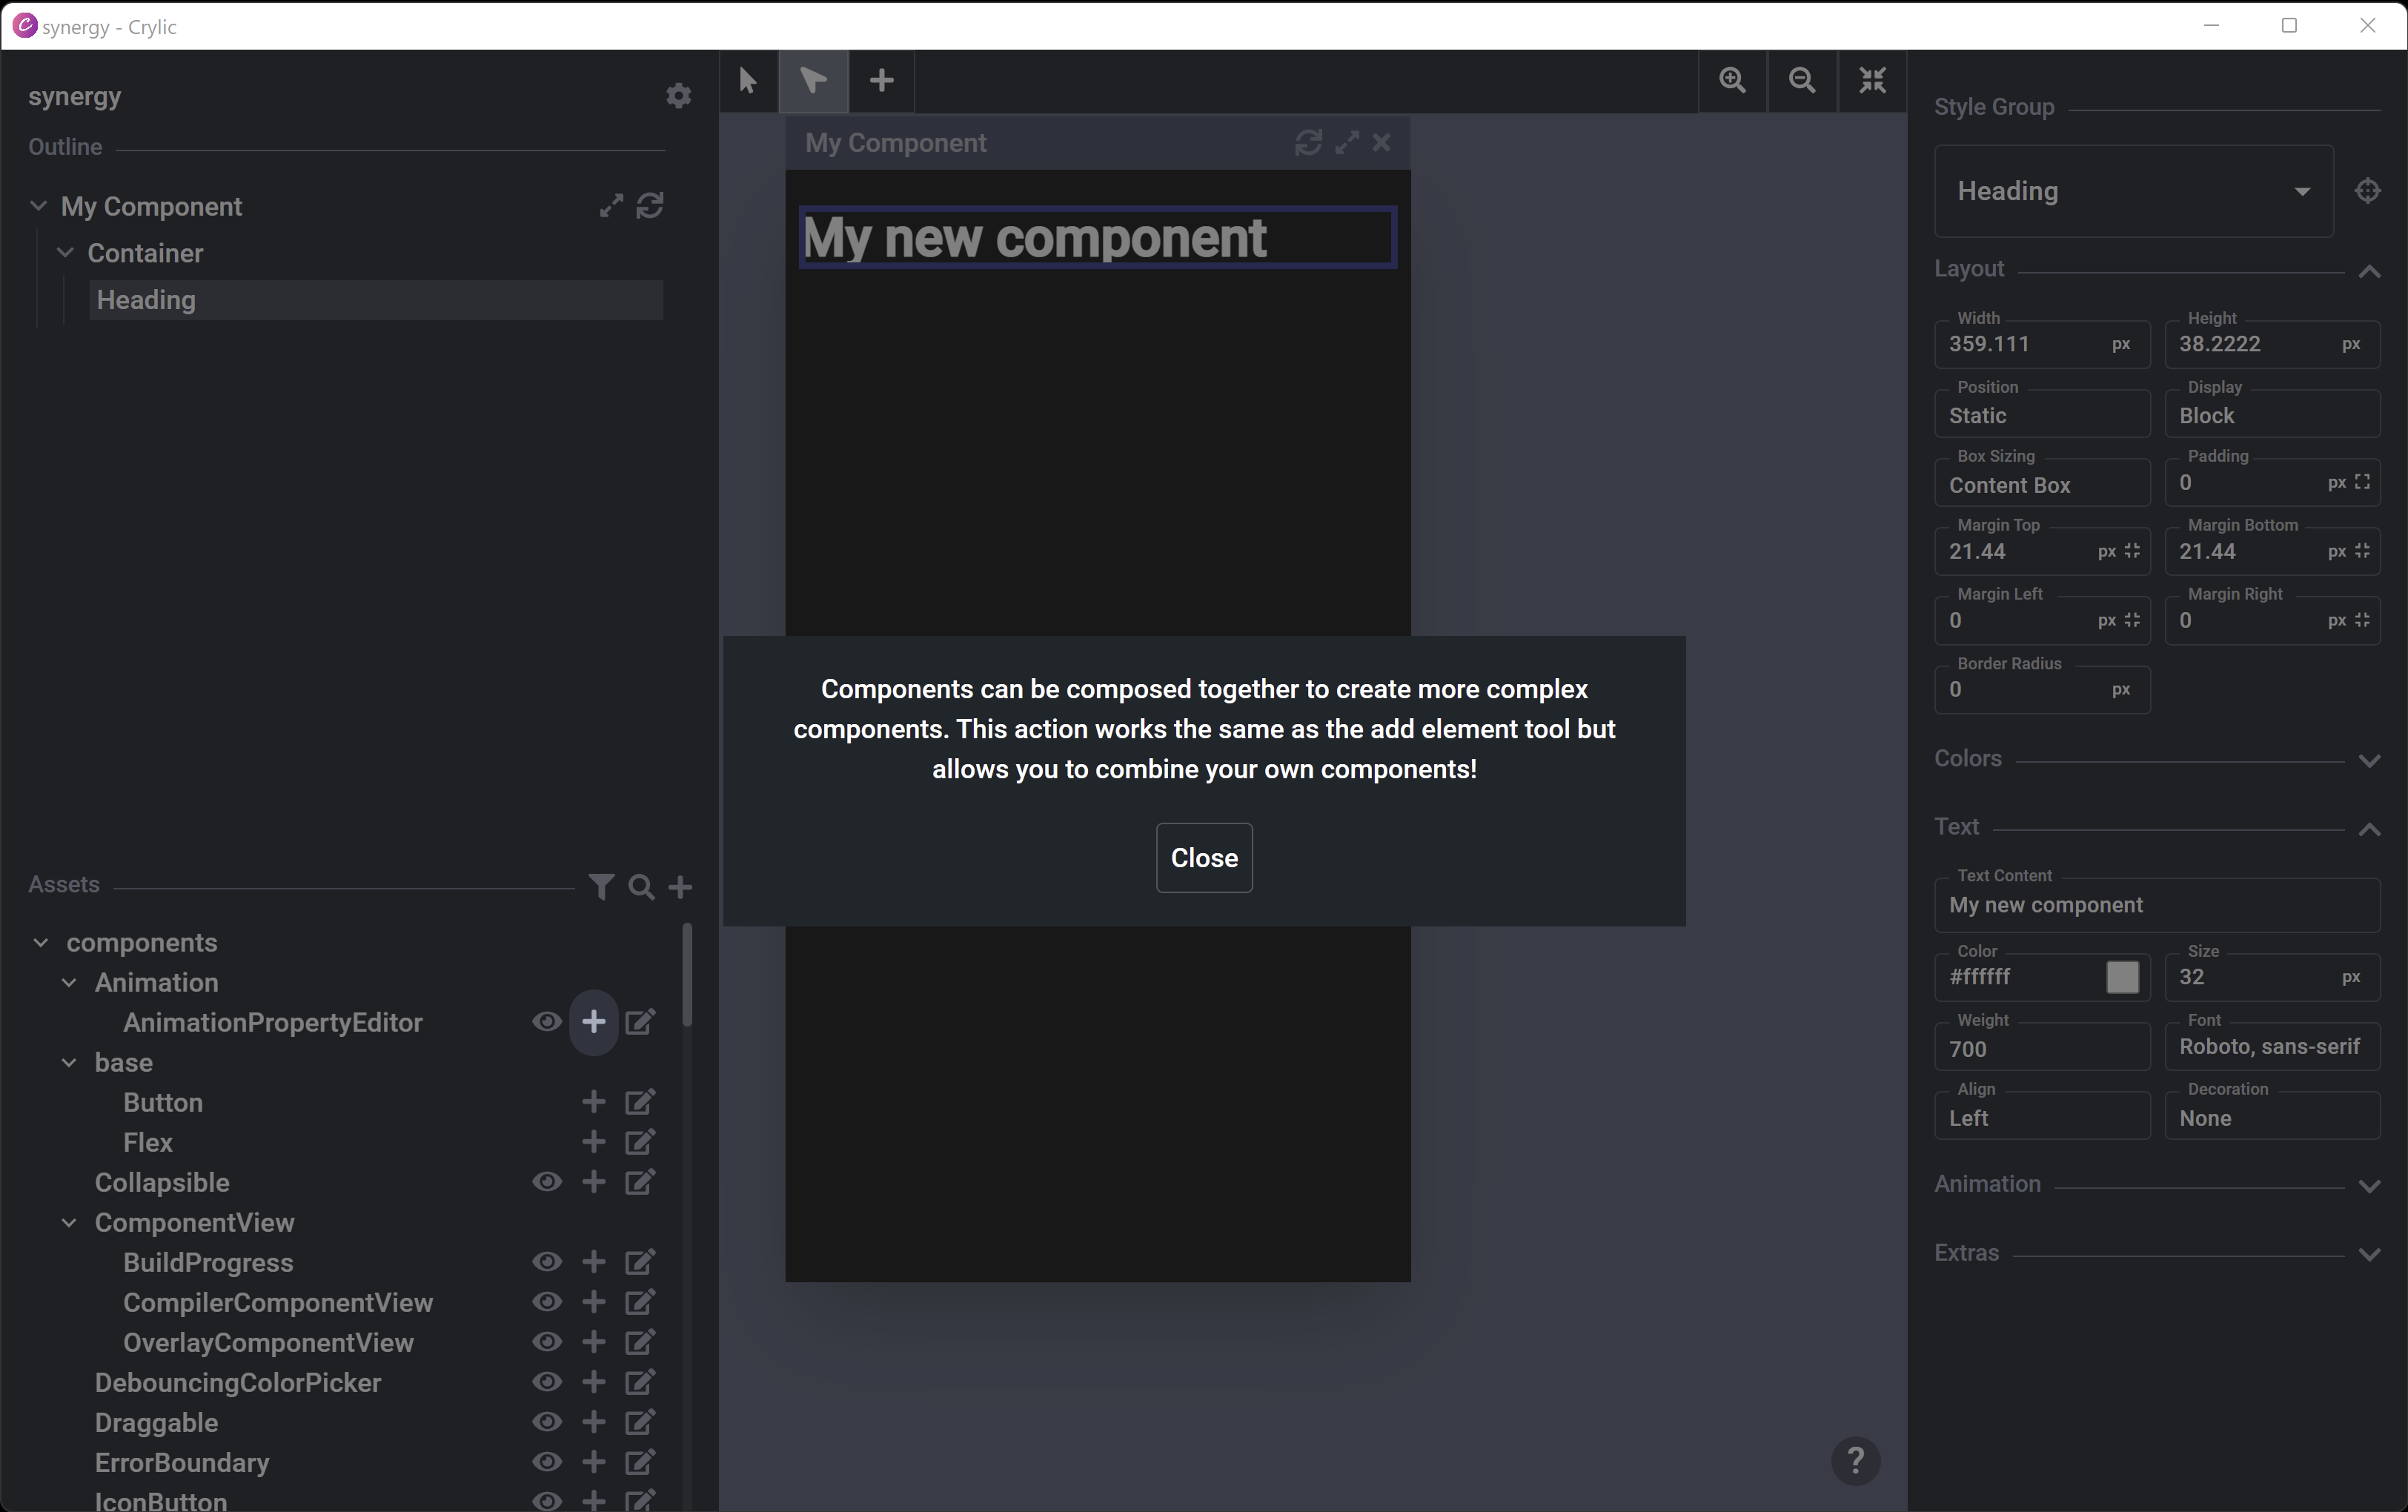 synergy - Crylic
synergy
Outline
My Component
Container
Heading
Assets
components
Animation
AnimationPropertyEditor
base
Button
Flex
Collapsible
ComponentView
BuildProgress
CompilerComponentView
OverlayComponentView
DebouncingColorPicker
Draggable
ErrorBoundary
IconButton
My Component
My new component
Components can be composed together to create more complex
components. This action works the same as the add element tool but
allows you to combine your own components!
Close
?
Style Group
Heading
Layout
Width Height
359.111 px 38.2222 px
Position Display
Static Block
Box Sizing Padding
Content Box 0 px
Margin Top Margin Bottom
21.44 px 21.44 px
Margin Left Margin Right
0 px 0 px
Border Radius
0 px
Colors
Text
Text Content
My new component
Color Size
#ffffff 32 px
Weight Font
700 Roboto, sans-serif
Align Decoration
Left None
Animation
Extras